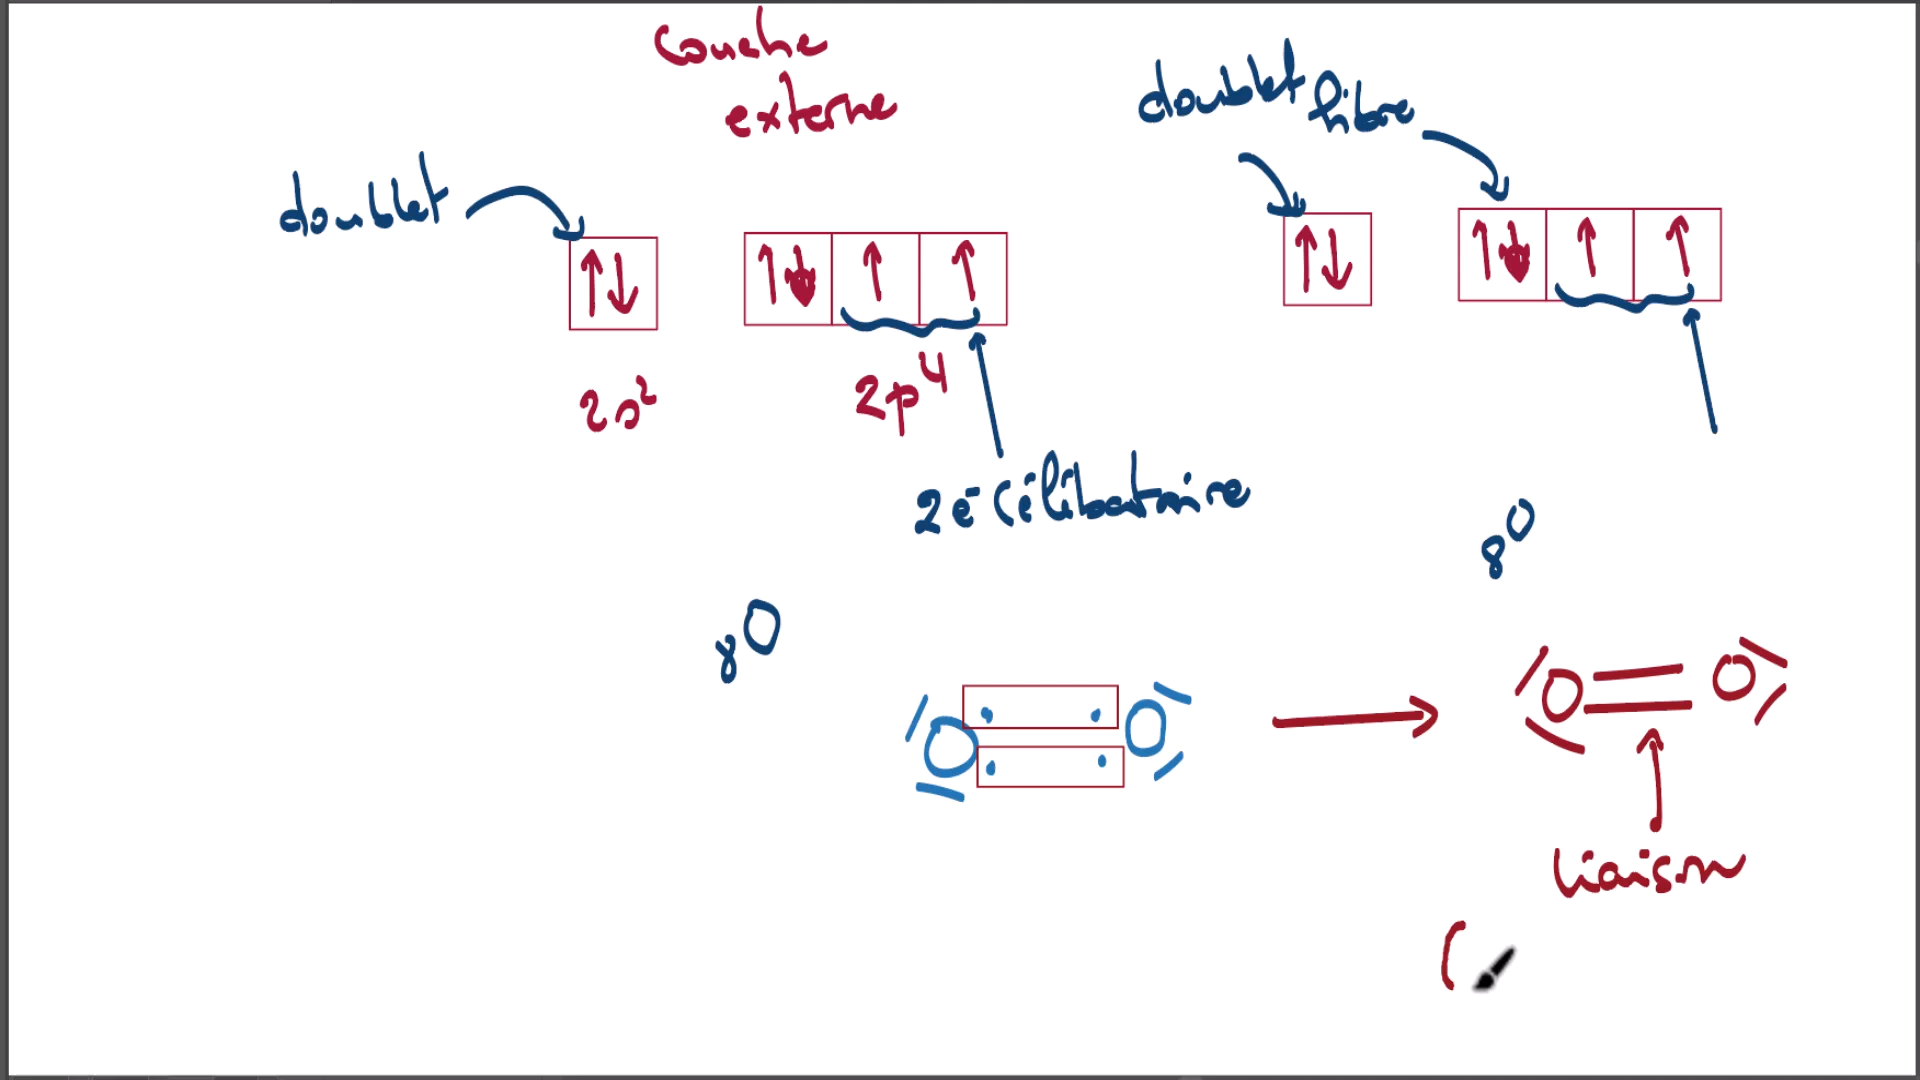 couche
externe
doublet
doublet libre
2s²
2p⁴
2e⁻ célibataire
₈O
₈O
O O
O = O
liaison
(